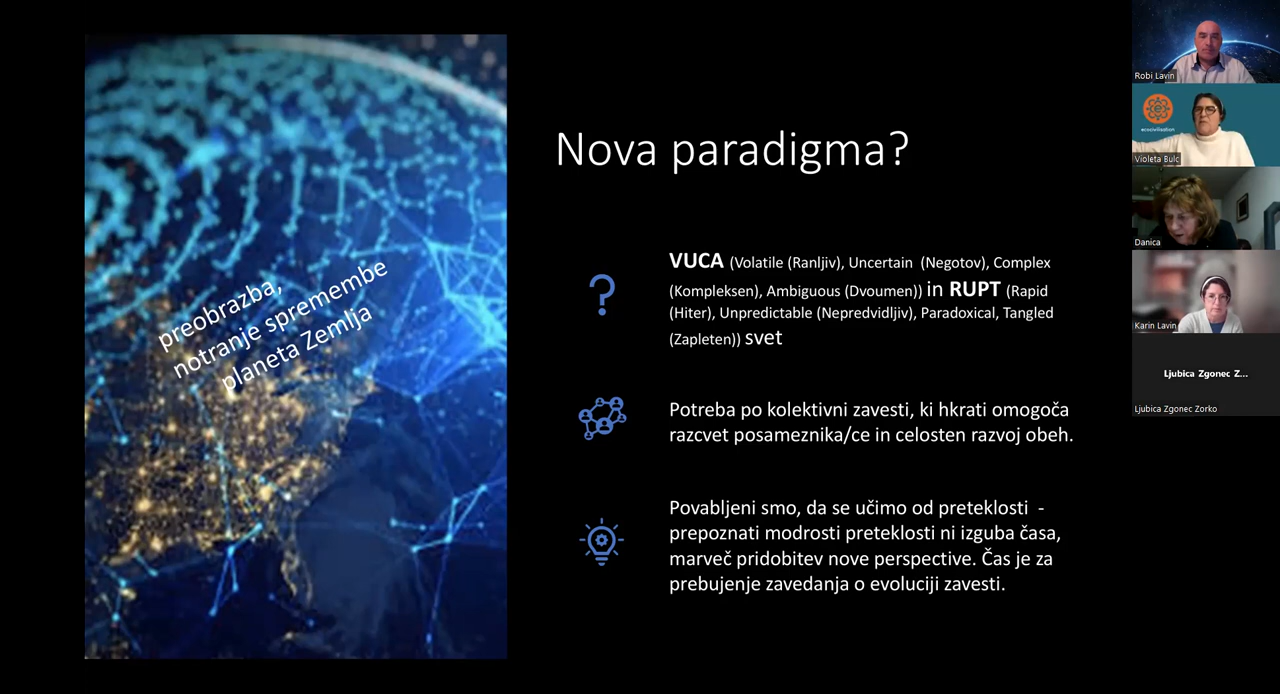 preobrazba,
notranje spremembe
planeta Zemlja
Nova paradigma?
VUCA (Volatile (Ranljiv), Uncertain (Negotov), Complex
(Kompleksen), Ambiguous (Dvoumen)) in RUPT (Rapid
(Hiter), Unpredictable (Nepredvidljiv), Paradoxical, Tangled
(Zapleten)) svet
Potreba po kolektivni zavesti, ki hkrati omogoča
razcvet posameznika/ce in celosten razvoj obeh.
Povabljeni smo, da se učimo od preteklosti -
prepoznati modrosti preteklosti ni izguba časa,
marveč pridobitev nove perspective. Čas je za
prebujenje zavedanja o evoluciji zavesti.
Robi Lavin
ecocivilisation
Violeta Bulc
Danica
Karin Lavin
Ljubica Zgonec Z...
Ljubica Zgonec Zorko